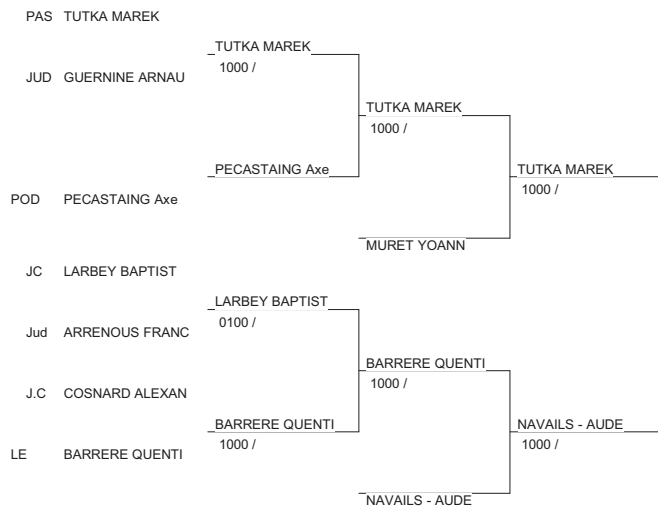 PAS TUTKA MAREK
TUTKA MAREK
1000 /
JUD GUERNINE ARNAU
TUTKA MAREK
1000 /
PECASTAING Axe
TUTKA MAREK
1000 /
POD PECASTAING Axe
MURET YOANN
JC LARBEY BAPTIST
LARBEY BAPTIST
0100 /
Jud ARRENOUS FRANC
BARRERE QUENTI
1000 /
J.C COSNARD ALEXAN
BARRERE QUENTI
1000 /
NAVAILS - AUDE
1000 /
LE BARRERE QUENTI
NAVAILS - AUDE